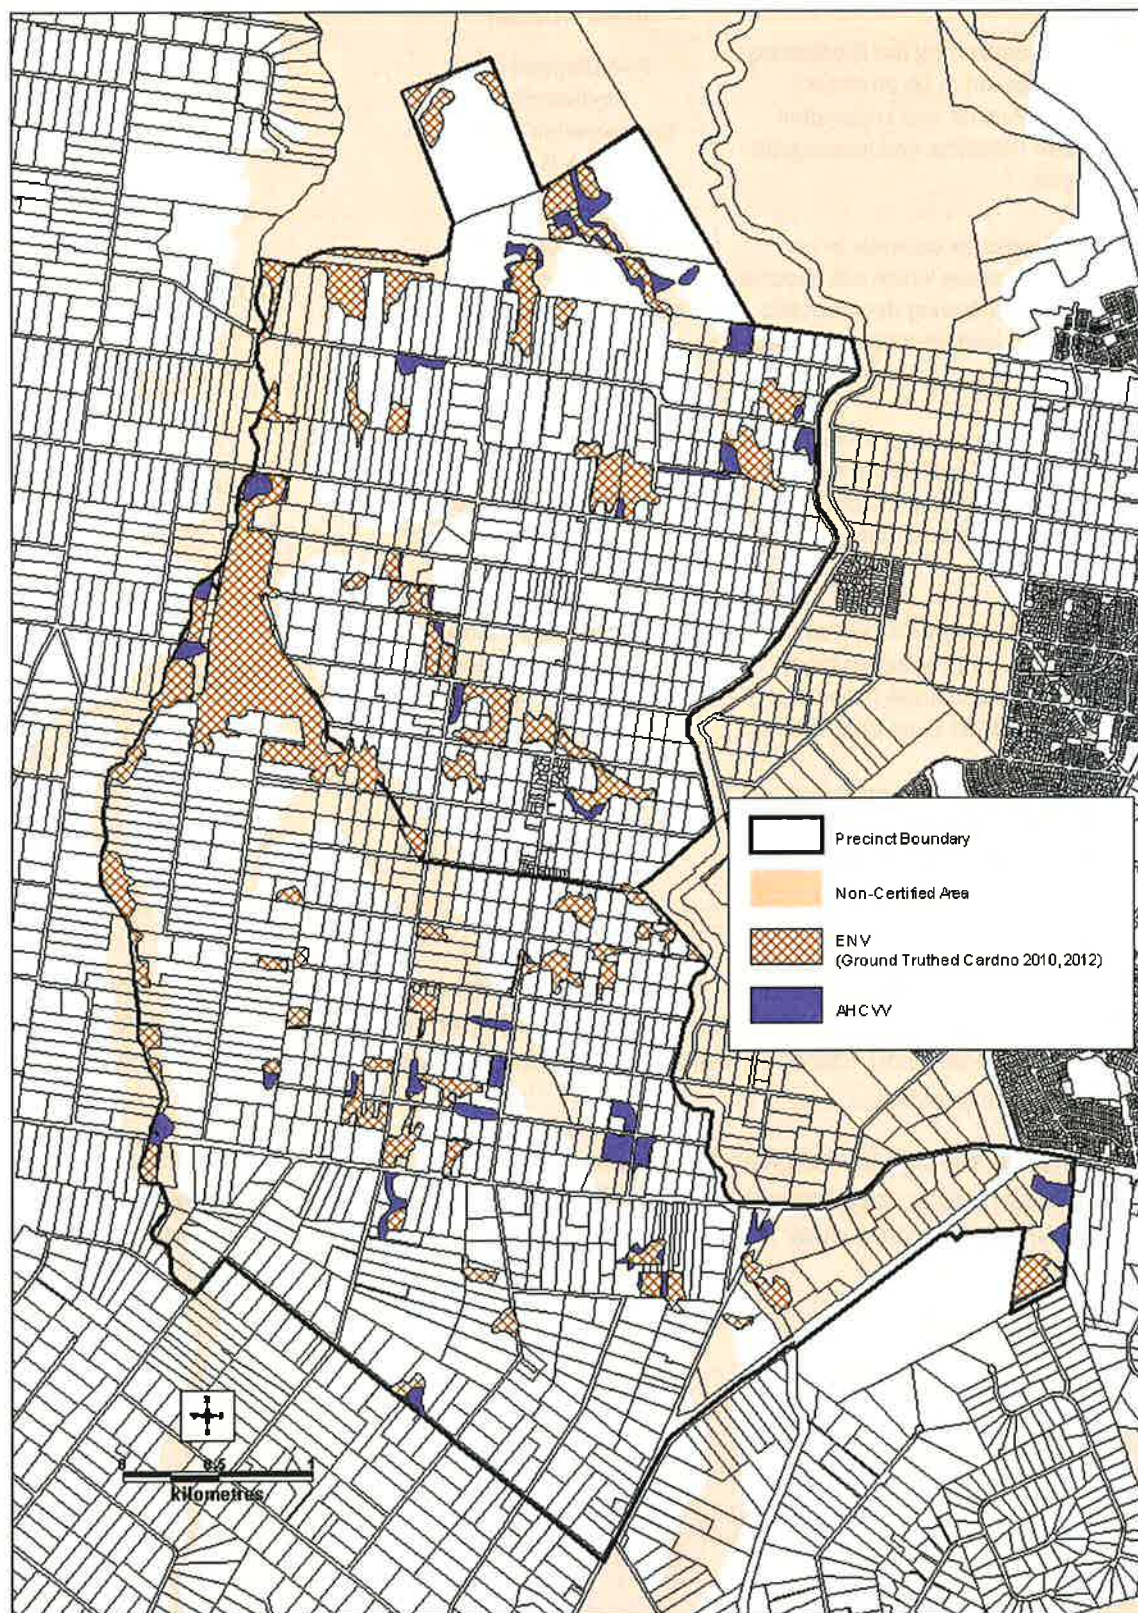 Precinct Boundary
Non-Certified Area
ENV
(Ground Truthed Cardno 2010, 2012)
AHCVV
0 0.5 1
kilometres